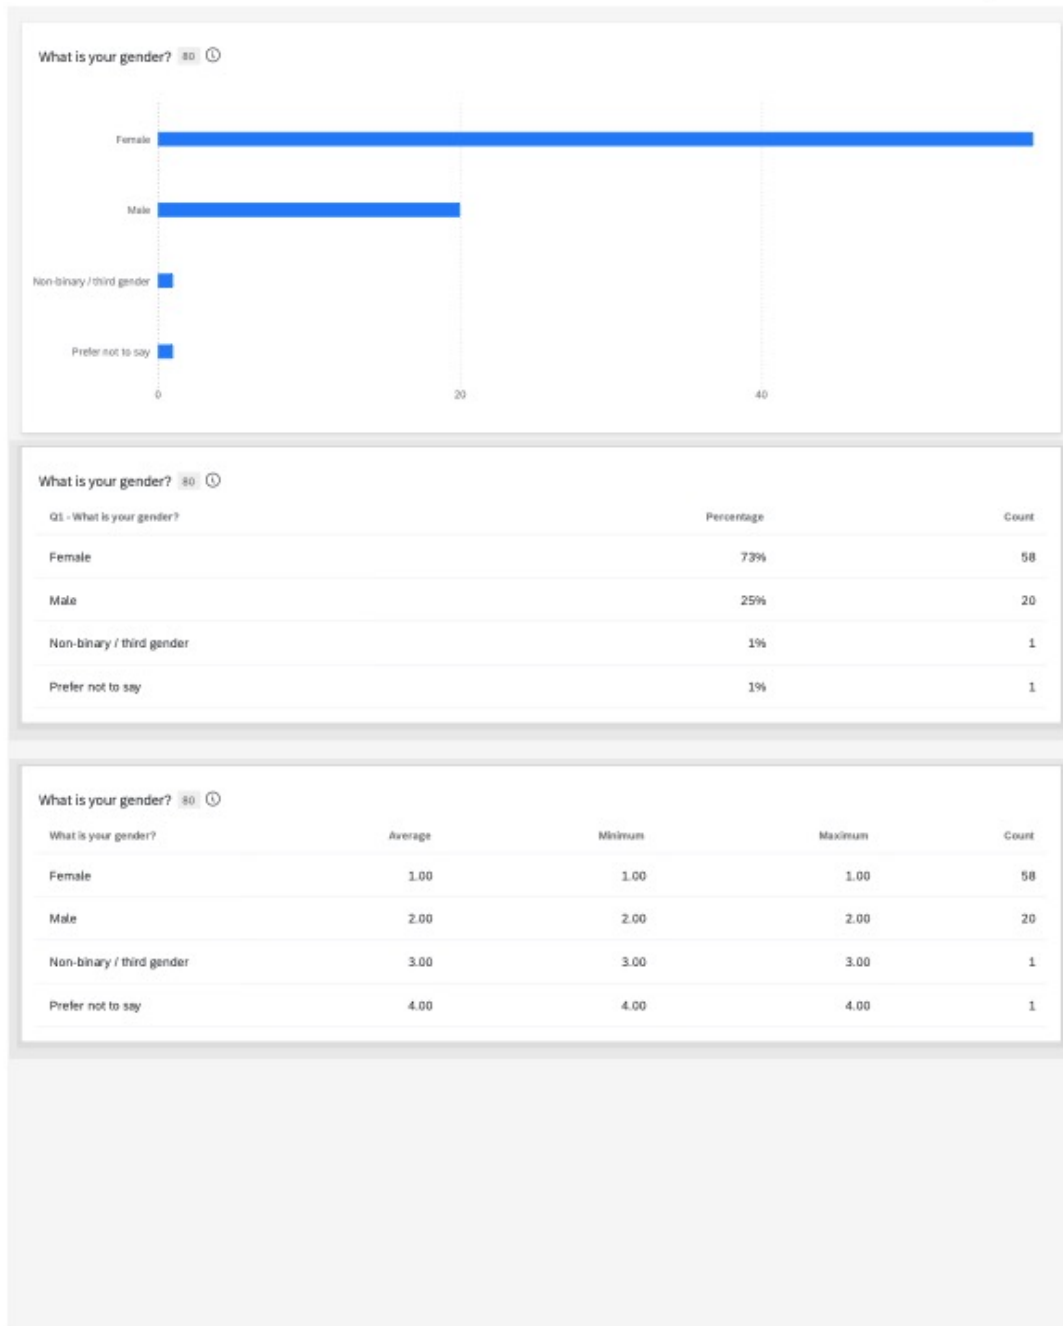 What is your gender? 80
Female
Male
Non-binary / third gender
Prefer not to say
0 20 40
What is your gender? 80
Q1 - What is your gender? Percentage Count
Female 73% 58
Male 25% 20
Non-binary / third gender 1% 1
Prefer not to say 1% 1
What is your gender? 80
What is your gender? Average Minimum Maximum Count
Female 1.00 1.00 1.00 58
Male 2.00 2.00 2.00 20
Non-binary / third gender 3.00 3.00 3.00 1
Prefer not to say 4.00 4.00 4.00 1